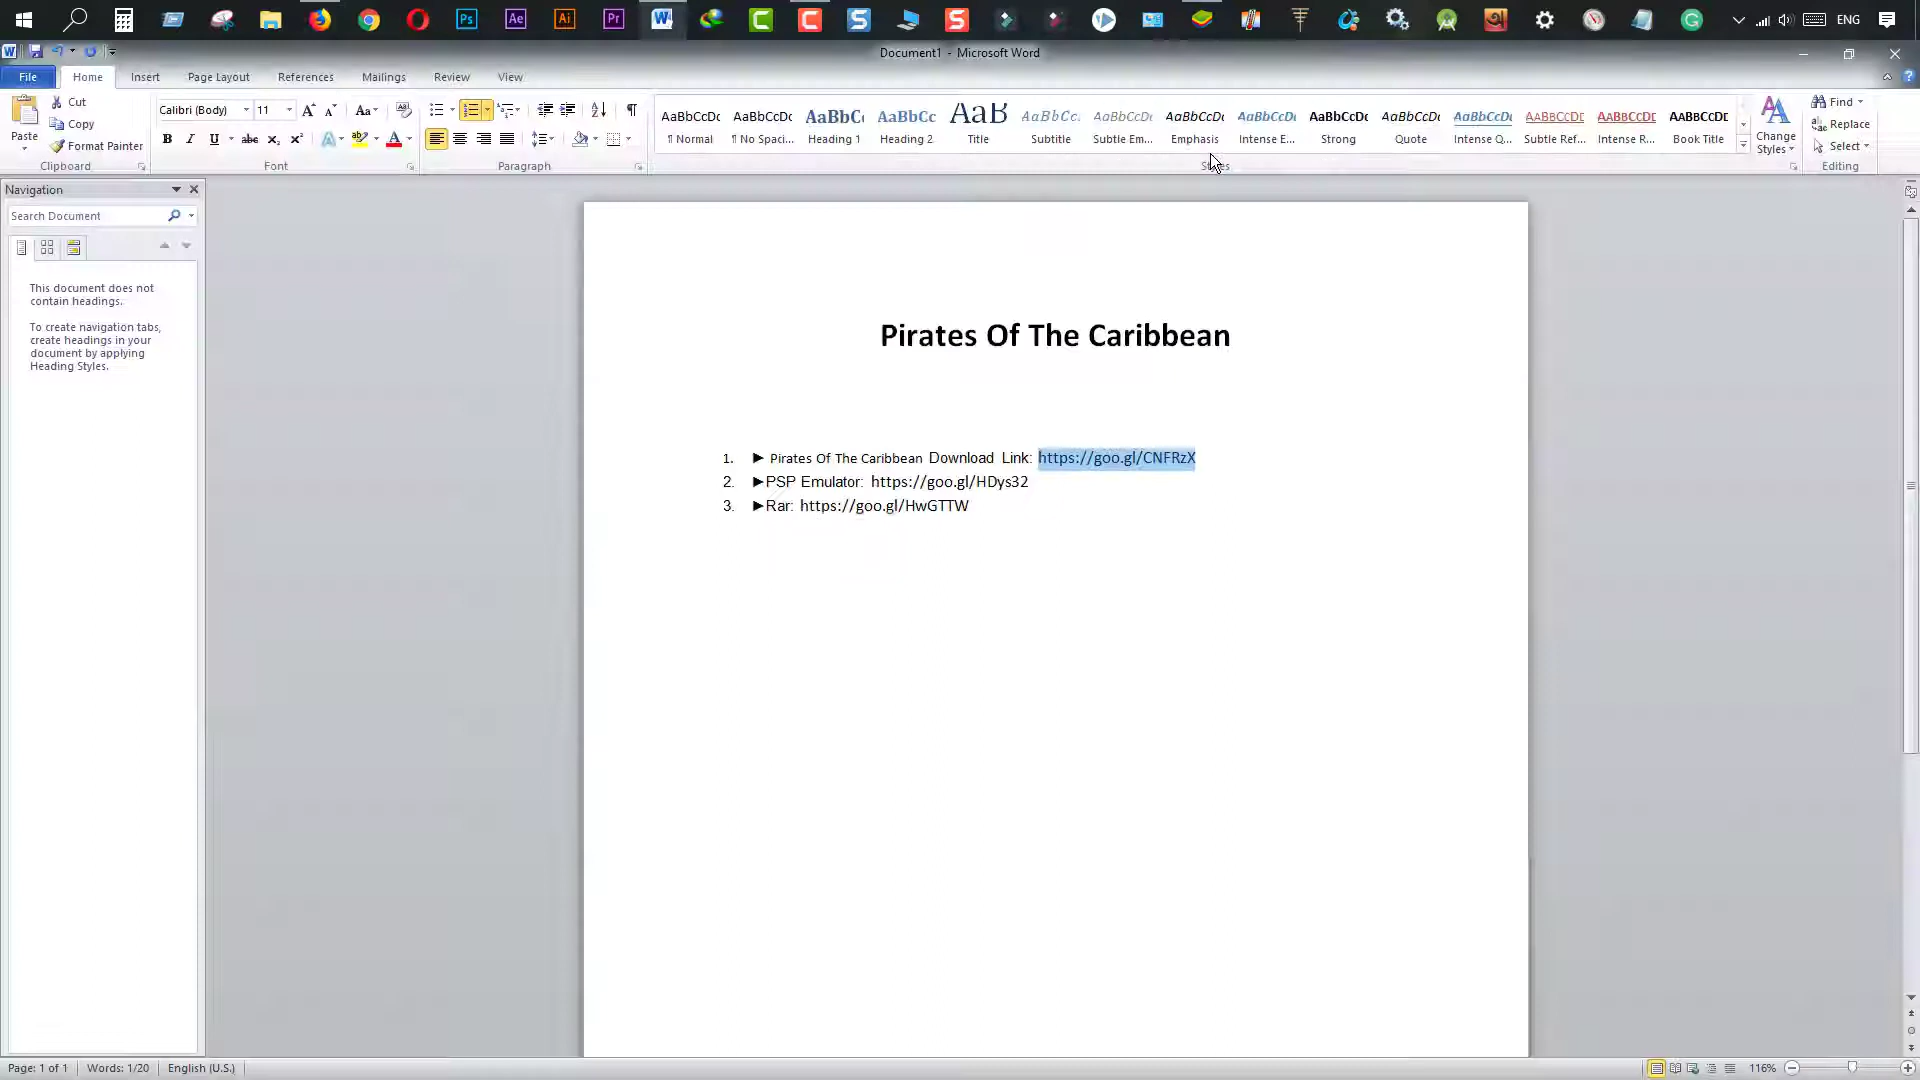 Ps
Ae
Ai
Pr
W
C
C
S
S
ENG
Document1 - Microsoft Word
File
Home
Insert
Page Layout
References
Mailings
Review
View
Paste
Cut
Copy
Format Painter
Clipboard
Calibri (Body)
11
Font
Paragraph
AaBbCcDc
¶ Normal
AaBbCcDc
¶ No Spaci...
AaBbC
Heading 1
AaBbCc
Heading 2
AaB
Title
AaBbCc.
Subtitle
AaBbCcDc
Subtle Em...
AaBbCcDc
Emphasis
AaBbCcDc
Intense E...
AaBbCcDc
Strong
AaBbCcDc
Quote
AaBbCcDc
Intense Q...
AABBCCDE
Subtle Ref...
AABBCCDE
Intense R...
AABBCCDE
Book Title
Change
Styles
Find
Replace
Select
Editing
Navigation
Search Document
This document does not
contain headings.
To create navigation tabs,
create headings in your
document by applying
Heading Styles.
Pirates Of The Caribbean
1. ►Pirates Of The Caribbean Download Link: https://goo.gl/CNFRzX
2. ►PSP Emulator: https://goo.gl/HDys32
3. ►Rar: https://goo.gl/HwGTTW
Page: 1 of 1
Words: 1/20
English (U.S.)
116%